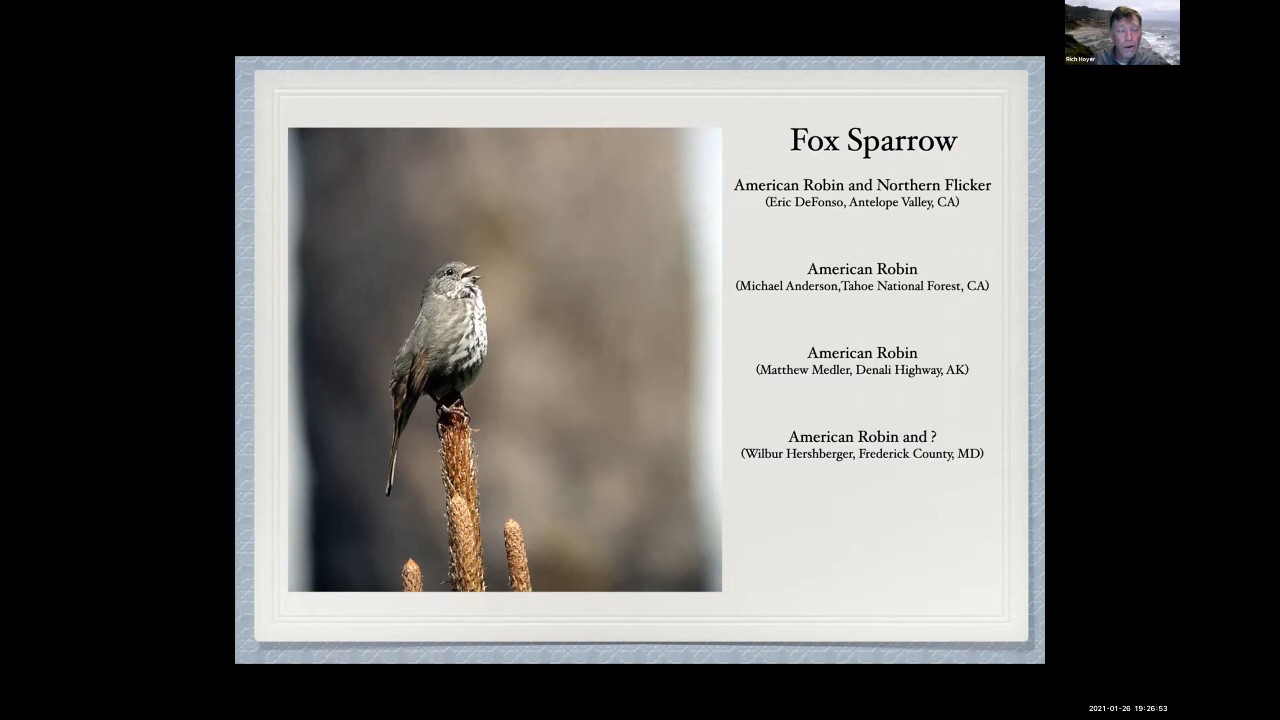 Rich Hoyer
Fox Sparrow
American Robin and Northern Flicker
(Eric DeFonso, Antelope Valley, CA)
American Robin
(Michael Anderson,Tahoe National Forest, CA)
American Robin
(Matthew Medler, Denali Highway, AK)
American Robin and ?
(Wilbur Hershberger, Frederick County, MD)
2021-01-26 19:26:53